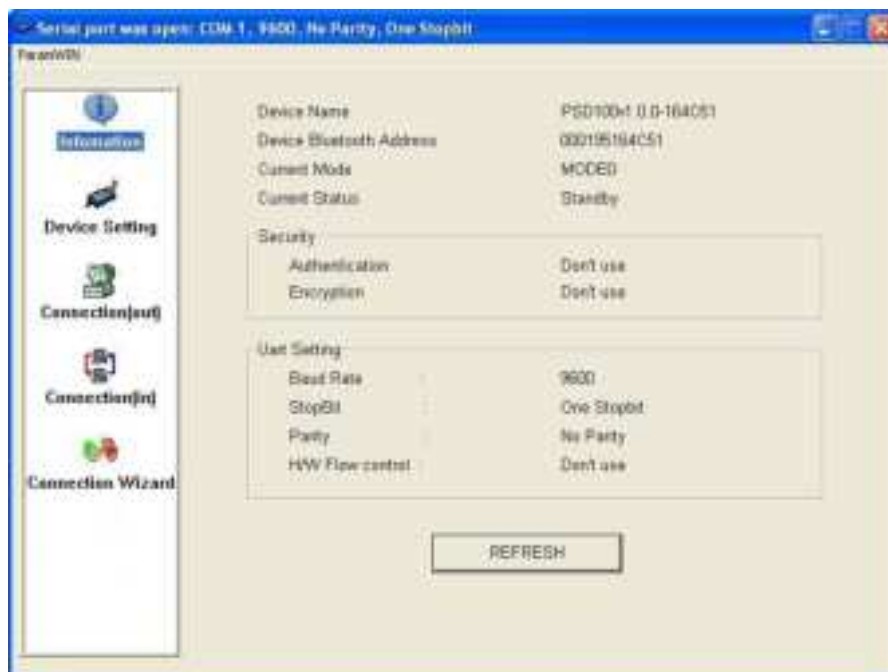 Serial port was open: COM 1, 9600, No Parity, One Stopbit
ParamWIN
Infomation
Device Setting
Connection(out)
Connection(in)
Connection Wizard
Device Name PSD100v1.0.0-164C51
Device Bluetooth Address 000195164C51
Current Mode MODE0
Current Status Standby
Security
Authentication Don't use
Encryption Don't use
Uart Setting
Baud Rate : 9600
StopBit : One Stopbit
Parity : No Parity
H/W Flow control : Don't use
REFRESH